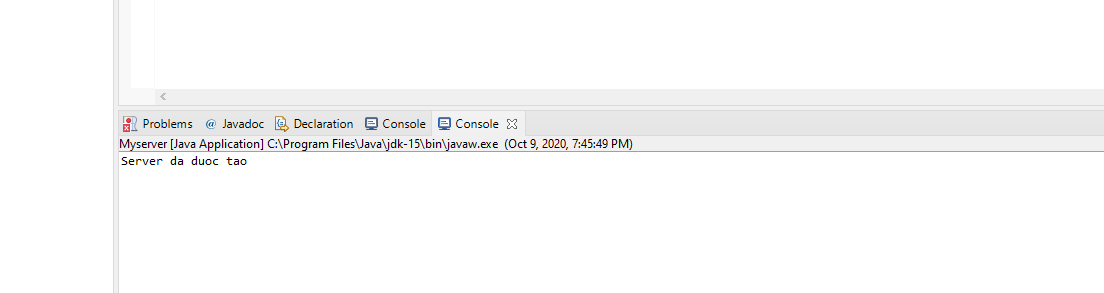 Problems @ Javadoc Declaration Console Console
Myserver [Java Application] C:\Program Files\Java\jdk-15\bin\javaw.exe (Oct 9, 2020, 7:45:49 PM)
Server da duoc tao